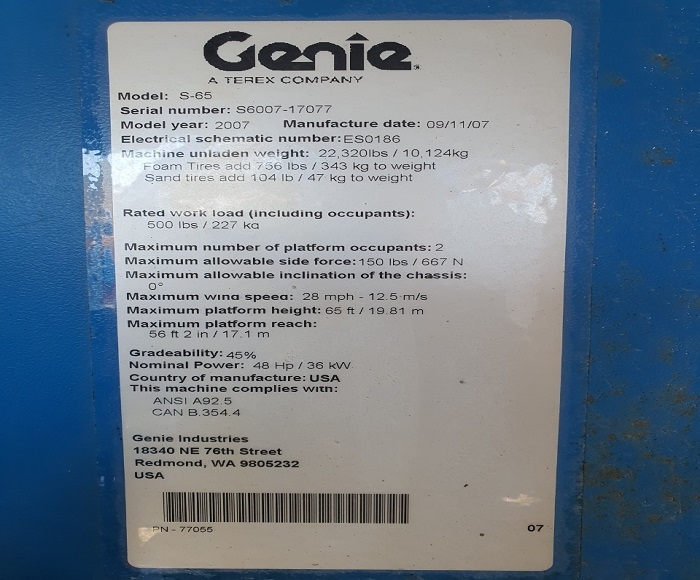 Genie
A TEREX COMPANY
Model: S-65
Serial number: S6007-17077
Model year: 2007 Manufacture date: 09/11/07
Electrical schematic number: ES0186
Machine unladen weight: 22,320lbs / 10,124kg
Foam Tires add 756 lbs / 343 kg to weight
Sand tires add 104 lb / 47 kg to weight
Rated work load (including occupants):
500 lbs / 227 kg
Maximum number of platform occupants: 2
Maximum allowable side force: 150 lbs / 667 N
Maximum allowable inclination of the chassis:
0°
Maximum wind speed: 28 mph - 12.5 m/s
Maximum platform height: 65 ft / 19.81 m
Maximum platform reach:
56 ft 2 in / 17.1 m
Gradeability: 45%
Nominal Power: 48 Hp / 36 kW
Country of manufacture: USA
This machine complies with:
ANSI A92.5
CAN B.354.4
Genie Industries
18340 NE 76th Street
Redmond, WA 9805232
USA
PN - 77055 07